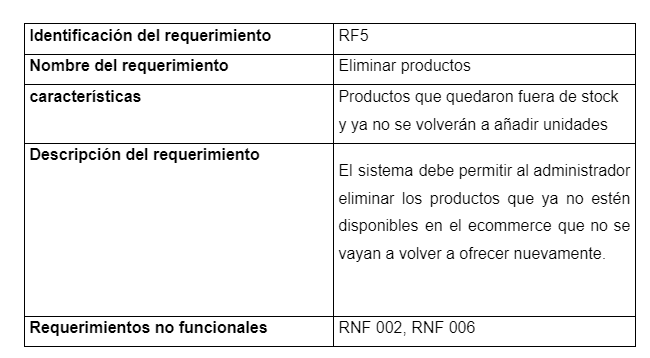 Identificación del requerimiento RF5
Nombre del requerimiento Eliminar productos
características Productos que quedaron fuera de stock
y ya no se volverán a añadir unidades
Descripción del requerimiento
El sistema debe permitir al administrador
eliminar los productos que ya no estén
disponibles en el ecommerce que no se
vayan a volver a ofrecer nuevamente.
Requerimientos no funcionales RNF 002, RNF 006